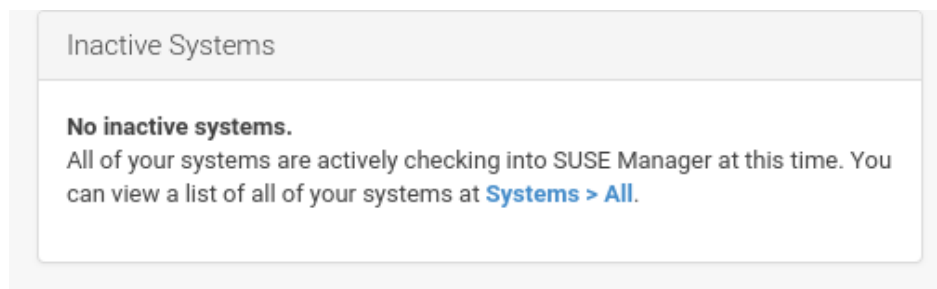 Inactive Systems
No inactive systems.
All of your systems are actively checking into SUSE Manager at this time. You
can view a list of all of your systems at Systems > All.